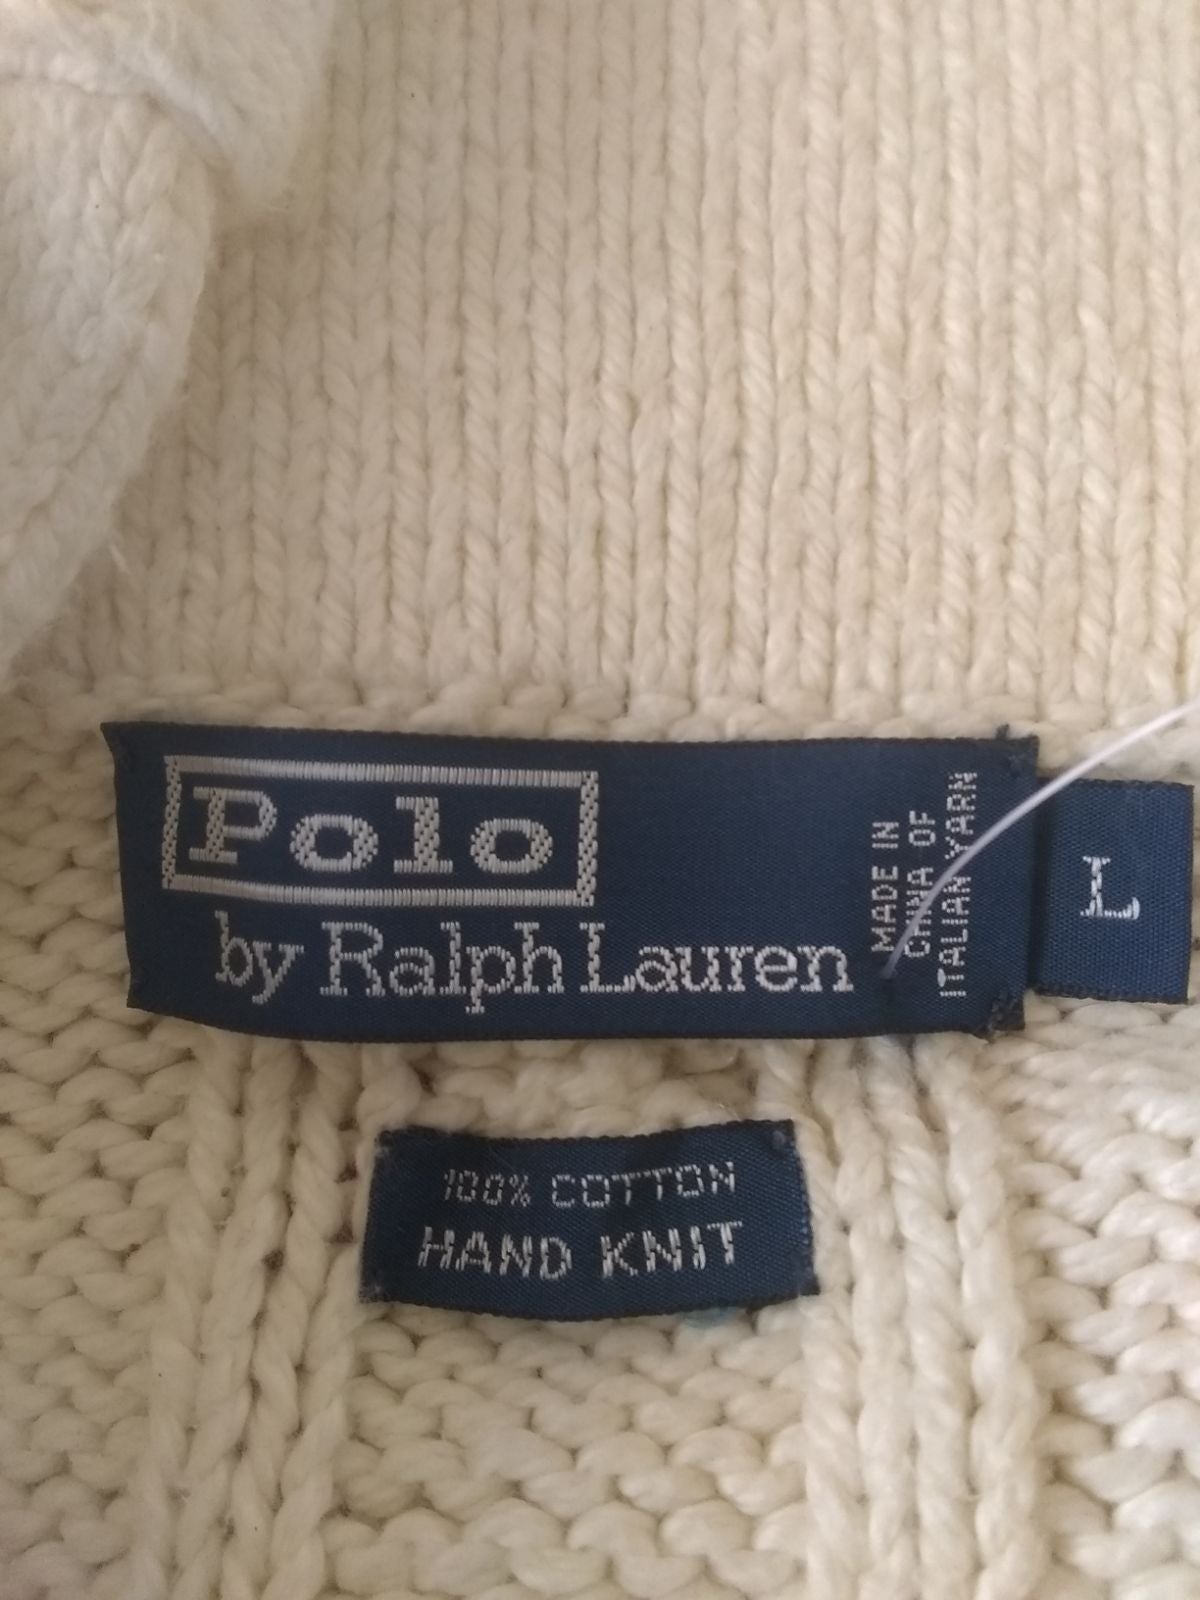 Polo
by Ralph Lauren
MADE IN
CHINA OF
ITALIAN YARN
L
100% COTTON
HAND KNIT